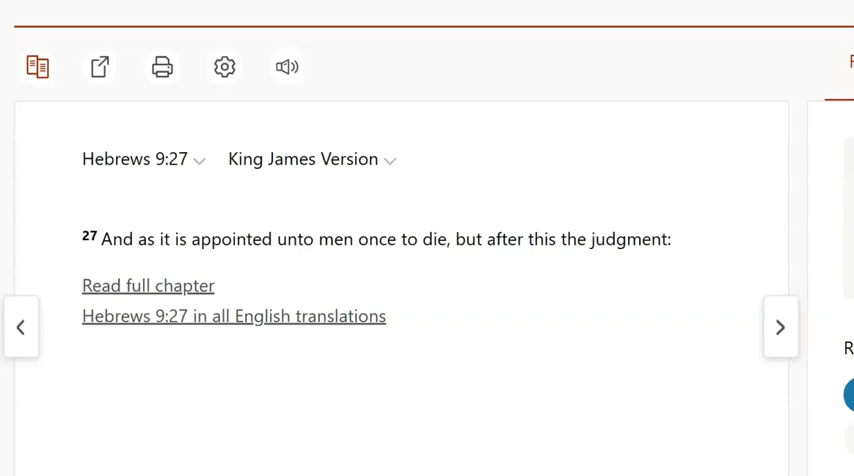 Hebrews 9:27 King James Version
27 And as it is appointed unto men once to die, but after this the judgment:
Read full chapter
Hebrews 9:27 in all English translations